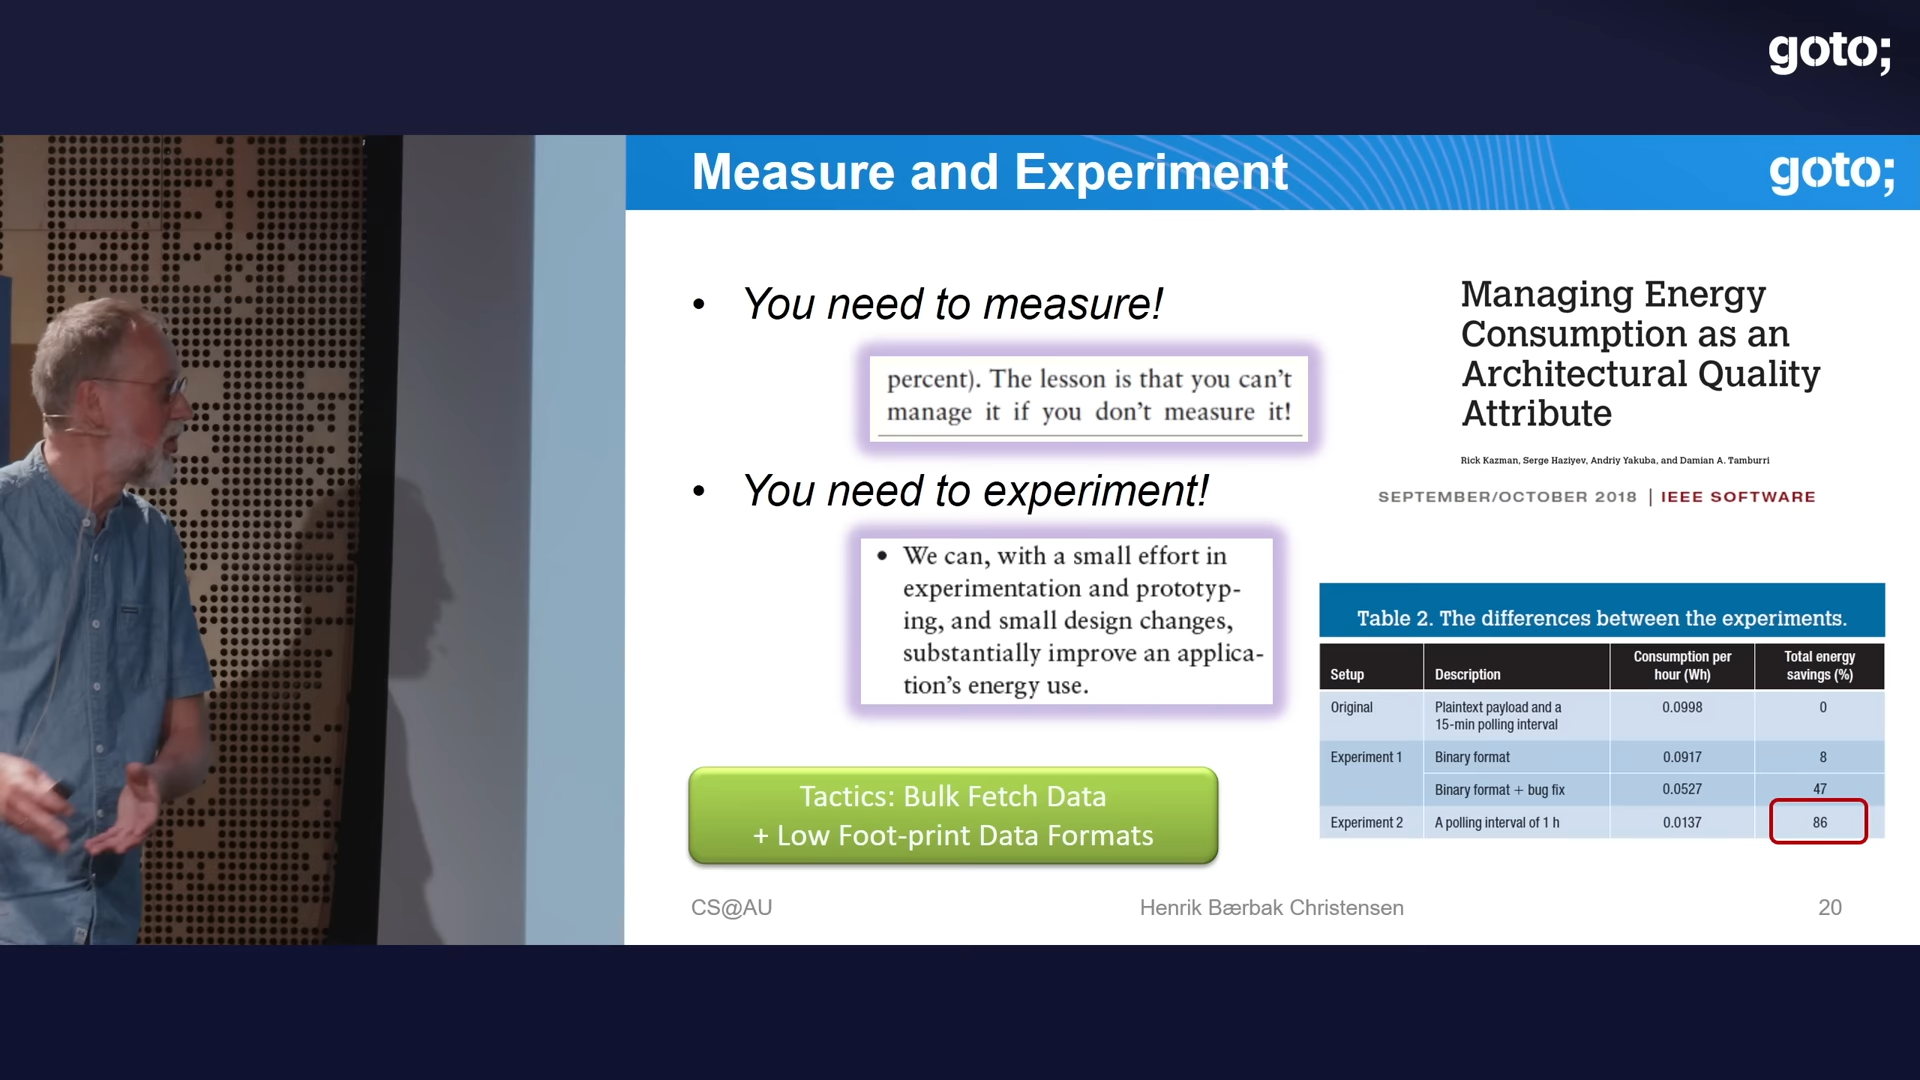 goto;
Measure and Experiment
goto;
• You need to measure!
percent). The lesson is that you can't
manage it if you don't measure it!
• You need to experiment!
• We can, with a small effort in
experimentation and prototyp-
ing, and small design changes,
substantially improve an applica-
tion's energy use.
Tactics: Bulk Fetch Data
+ Low Foot-print Data Formats
Managing Energy
Consumption as an
Architectural Quality
Attribute
Rick Kazman, Serge Haziyev, Andriy Yakuba, and Damian A. Tamburri
SEPTEMBER/OCTOBER 2018 | IEEE SOFTWARE
Table 2. The differences between the experiments.
Setup Description Consumption per hour (Wh) Total energy savings (%)
Original Plaintext payload and a 15-min polling interval 0.0998 0
Experiment 1 Binary format 0.0917 8
Binary format + bug fix 0.0527 47
Experiment 2 A polling interval of 1 h 0.0137 86
CS@AU Henrik Bærbak Christensen 20